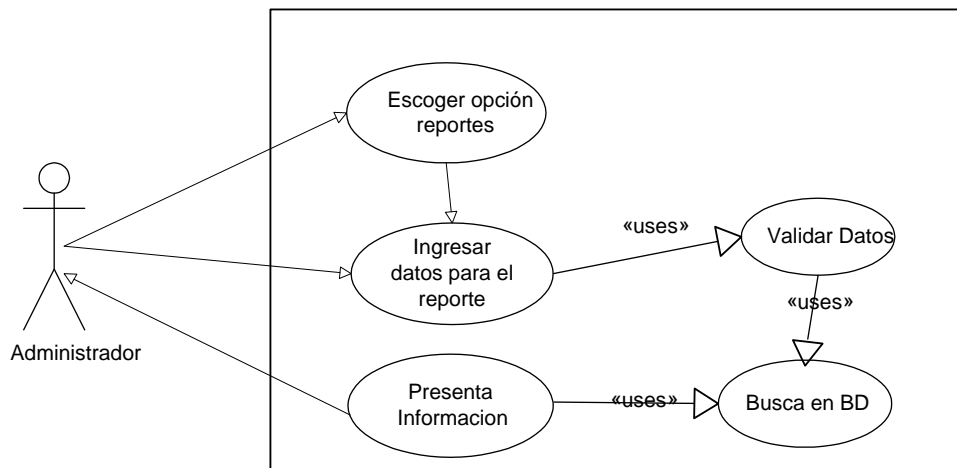 Escoger opción
reportes
«uses»
Validar Datos
Ingresar
datos para el
reporte
«uses»
Administrador
Presenta
Informacion
«uses»
Busca en BD